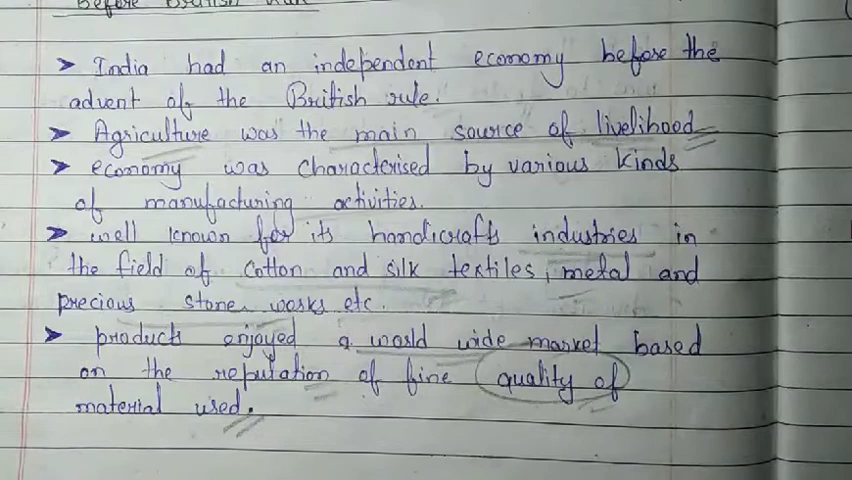 Before British Rule
➤ India had an independent economy before the
advent of the British rule.
➤ Agriculture was the main source of livelihood
➤ economy was characterised by various kinds
of manufacturing activities.
➤ well known for its handicrafts industries in
the field of cotton and silk textiles, metal and
precious stone works etc.
➤ products enjoyed a world wide market based
on the reputation of fine quality of
material used.